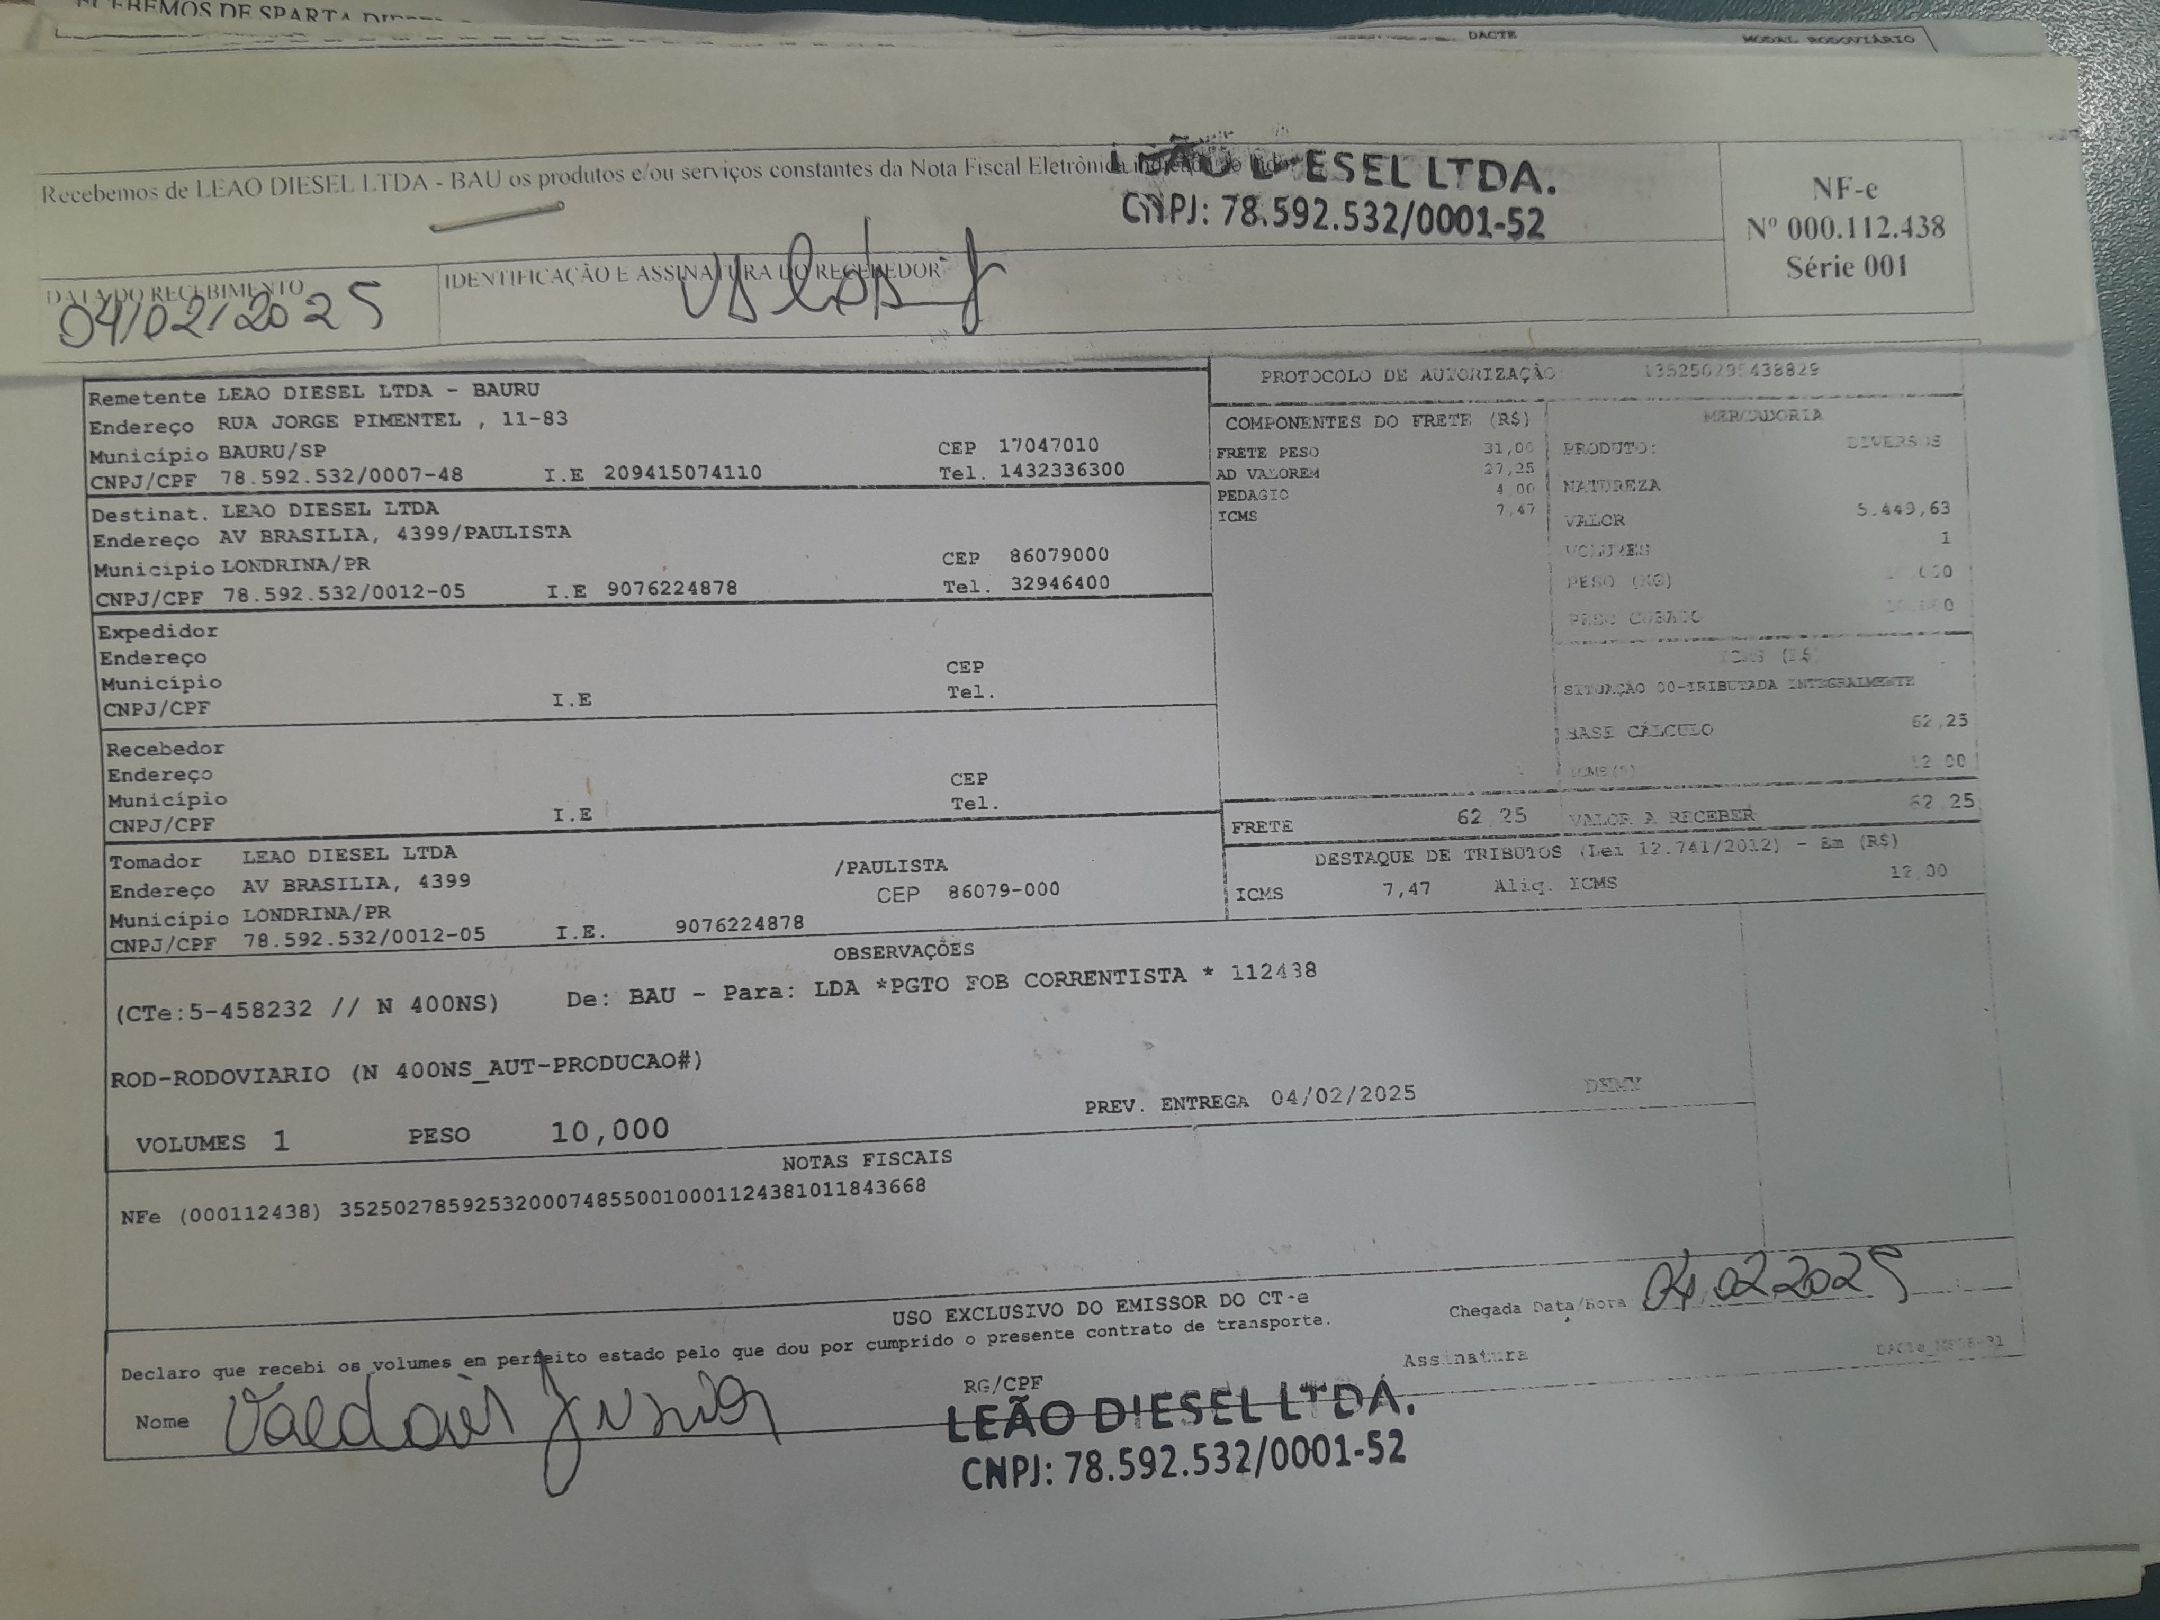 DE SPARTA
DACTE
MODAL RODOVIÁRIO
Recebemos de LEAO DIESEL LTDA - BAU os produtos e/ou serviços constantes da Nota Fiscal Eletrônica
ESEL LTDA.
CNPJ: 78.592.532/0001-52
NF-e
Nº 000.112.438
Série 001
DATA DO RECEBIMENTO
04/02/2025
IDENTIFICAÇÃO E ASSINATURA DO RECEBEDOR
Remetente LEAO DIESEL LTDA - BAURU
Endereço RUA JORGE PIMENTEL , 11-83
Município BAURU/SP CEP 17047010
CNPJ/CPF 78.592.532/0007-48 I.E 209415074110 Tel. 1432336300
Destinat. LEAO DIESEL LTDA
Endereço AV BRASILIA, 4399/PAULISTA
Município LONDRINA/PR CEP 86079000
CNPJ/CPF 78.592.532/0012-05 I.E 9076224878 Tel. 32946400
Expedidor
Endereço
Município CEP
CNPJ/CPF I.E Tel.
Recebedor
Endereço
Município CEP
CNPJ/CPF I.E Tel.
Tomador LEAO DIESEL LTDA
Endereço AV BRASILIA, 4399 /PAULISTA
Município LONDRINA/PR CEP 86079-000
CNPJ/CPF 78.592.532/0012-05 I.E. 9076224878
PROTOCOLO DE AUTORIZAÇÃO
COMPONENTES DO FRETE (R$)
FRETE PESO 31,00
AD VALOREM 27,25
PEDAGIO 4,00
ICMS 7,47
MERCADORIA
PRODUTO: DIVERSOS
NATUREZA
VALOR 5.449,63
VOLUMES 1
PESO (KG)
PESO CUBADO
ICMS (R$)
SITUAÇÃO 00-TRIBUTADA INTEGRALMENTE
BASE CÁLCULO 62,25
ICMS(%) 12,00
FRETE 62,25 VALOR A RECEBER 62,25
DESTAQUE DE TRIBUTOS (Lei 12.741/2012) - Em (R$)
ICMS 7,47 Aliq. ICMS 12,00
OBSERVAÇÕES
(CTe:5-458232 // N 400NS) De: BAU - Para: LDA *PGTO FOB CORRENTISTA * 112438
ROD-RODOVIARIO (N 400NS_AUT-PRODUCAO#)
VOLUMES 1 PESO 10,000 PREV. ENTREGA 04/02/2025
NOTAS FISCAIS
NFe (000112438) 35250278592532000748550010001124381011843668
USO EXCLUSIVO DO EMISSOR DO CT-e
Declaro que recebi os volumes em perfeito estado pelo que dou por cumprido o presente contrato de transporte.
Chegada Data/Hora 04.02.2025
Nome
RG/CPF
Assinatura
LEÃO DIESEL LTDA.
CNPJ: 78.592.532/0001-52